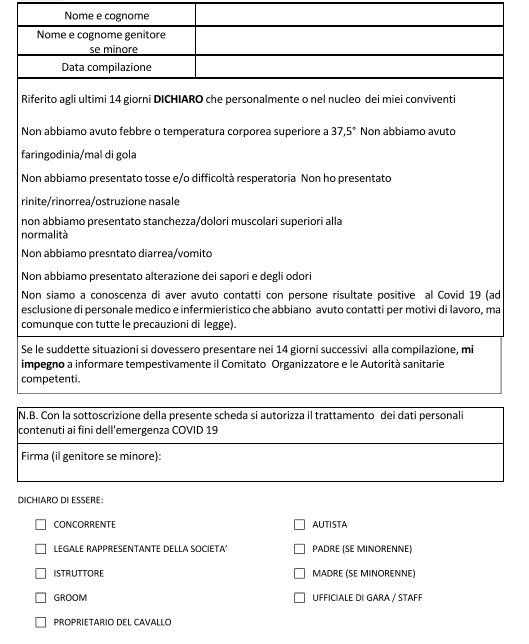 Nome e cognome
Nome e cognome genitore
se minore
Data compilazione
Riferito agli ultimi 14 giorni DICHIARO che personalmente o nel nucleo dei miei conviventi
Non abbiamo avuto febbre o temperatura corporea superiore a 37,5° Non abbiamo avuto
faringodinia/mal di gola
Non abbiamo presentato tosse e/o difficoltà resperatoria Non ho presentato
rinite/rinorrea/ostruzione nasale
non abbiamo presentato stanchezza/dolori muscolari superiori alla
normalità
Non abbiamo presntato diarrea/vomito
Non abbiamo presentato alterazione dei sapori e degli odori
Non siamo a conoscenza di aver avuto contatti con persone risultate positive al Covid 19 (ad
esclusione di personale medico e infermieristico che abbiano avuto contatti per motivi di lavoro, ma
comunque con tutte le precauzioni di legge).
Se le suddette situazioni si dovessero presentare nei 14 giorni successivi alla compilazione, mi
impegno a informare tempestivamente il Comitato Organizzatore e le Autorità sanitarie
competenti.
N.B. Con la sottoscrizione della presente scheda si autorizza il trattamento dei dati personali
contenuti ai fini dell'emergenza COVID 19
Firma (il genitore se minore):
DICHIARO DI ESSERE:
CONCORRENTE
AUTISTA
LEGALE RAPPRESENTANTE DELLA SOCIETA'
PADRE (SE MINORENNE)
ISTRUTTORE
MADRE (SE MINORENNE)
GROOM
UFFICIALE DI GARA / STAFF
PROPRIETARIO DEL CAVALLO